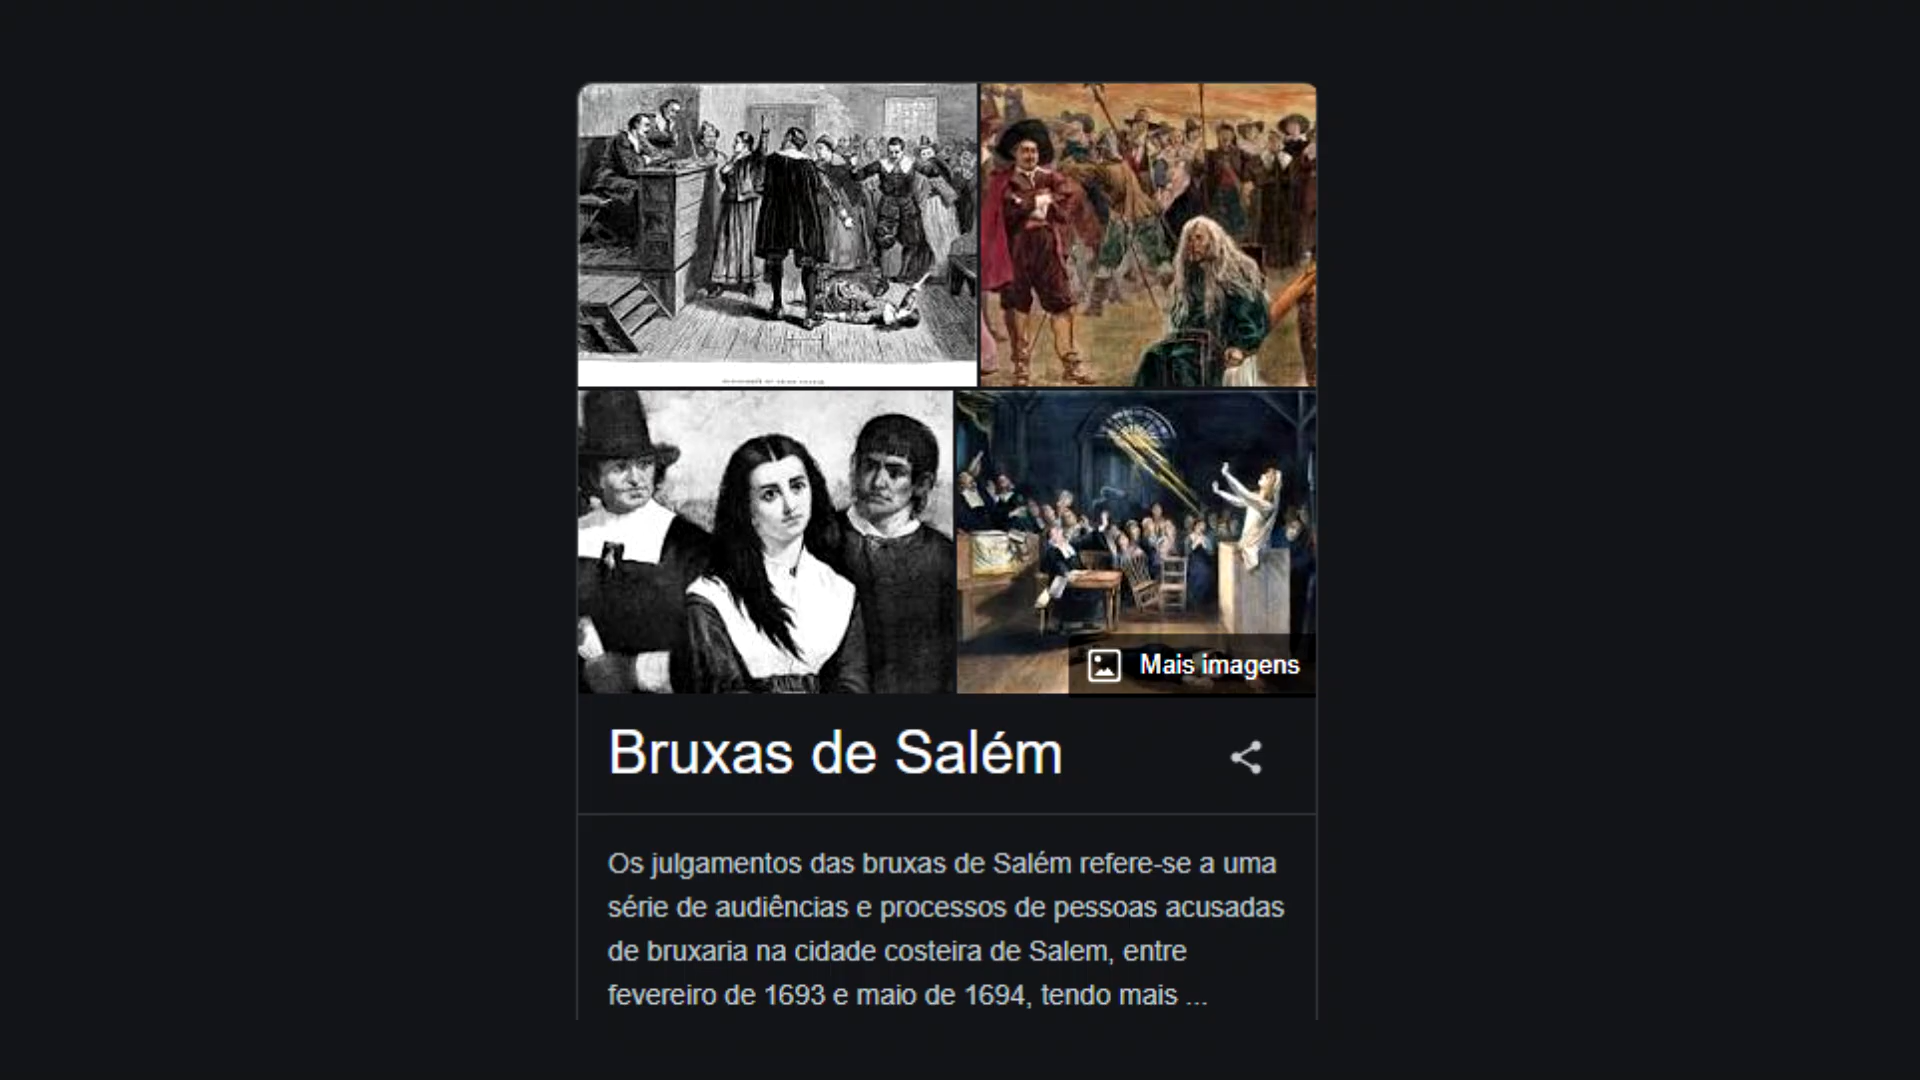 Mais imagens
Bruxas de Salém
Os julgamentos das bruxas de Salém refere-se a uma
série de audiências e processos de pessoas acusadas
de bruxaria na cidade costeira de Salem, entre
fevereiro de 1693 e maio de 1694, tendo mais ...